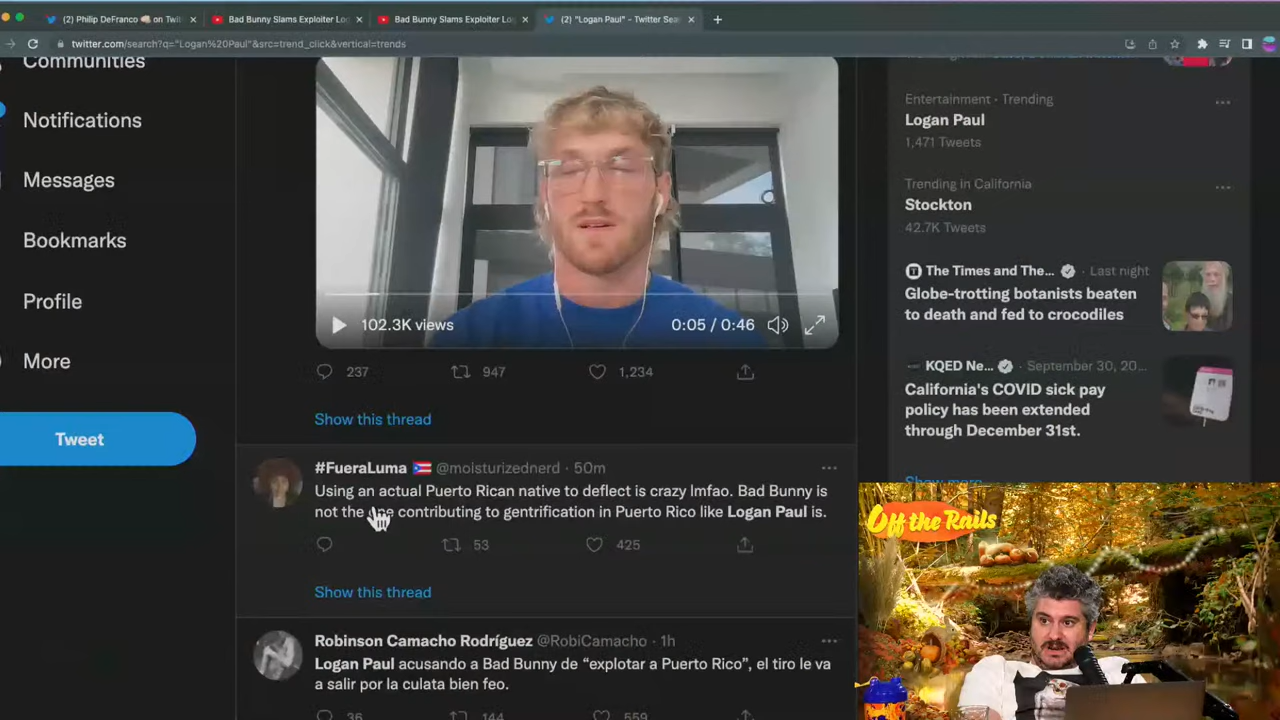 (2) Philip DeFranco
on Twit
Bad Bunny Slams Exploiter Lo
Bad Bunny Slams Exploiter Lo
(2) "Logan Paul" - Twitter Sea
twitter.com/search?q="Logan%20Paul"&src=trend_click&vertical=trends
Communities
Notifications
Messages
Bookmarks
Profile
More
Tweet
102.3K views
0:05 / 0:46
237
947
1,234
Show this thread
#FueraLuma @moisturizednerd · 50m
Using an actual Puerto Rican native to deflect is crazy lmfao. Bad Bunny is
not the one contributing to gentrification in Puerto Rico like Logan Paul is.
53
425
Show this thread
Robinson Camacho Rodríguez @RobiCamacho · 1h
Logan Paul acusando a Bad Bunny de “explotar a Puerto Rico”, el tiro le va
a salir por la culata bien feo.
36
144
559
Entertainment · Trending
Logan Paul
1,471 Tweets
Trending in California
Stockton
42.7K Tweets
The Times and The... · Last night
Globe-trotting botanists beaten
to death and fed to crocodiles
KQED Ne... · September 30, 20...
California's COVID sick pay
policy has been extended
through December 31st.
Show more
Off the Rails